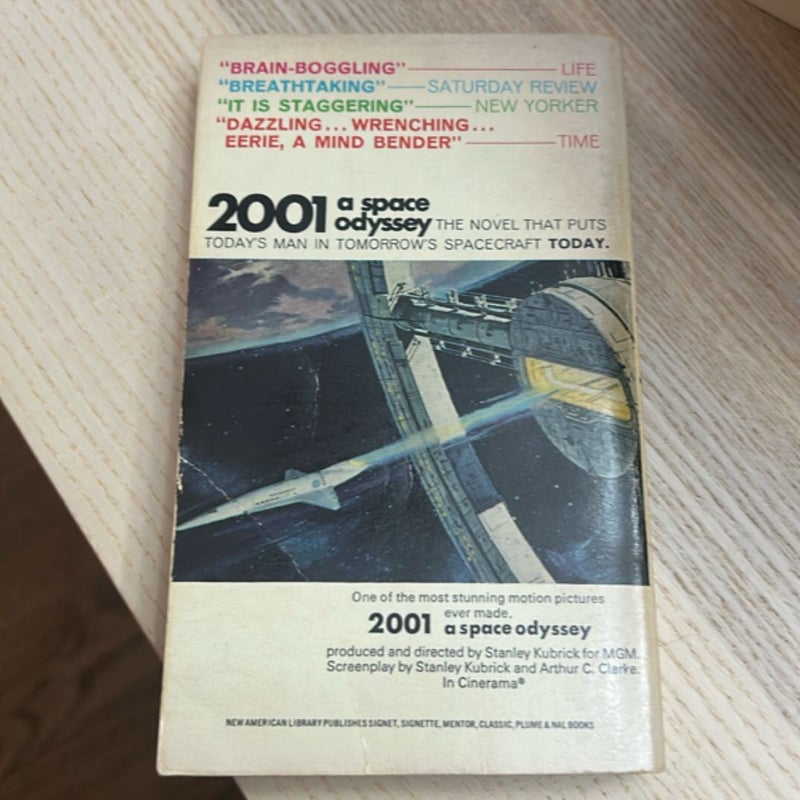 “BRAIN-BOGGLING” LIFE
“BREATHTAKING” SATURDAY REVIEW
“IT IS STAGGERING” NEW YORKER
“DAZZLING... WRENCHING...
EERIE, A MIND BENDER” TIME
2001 a space
odyssey THE NOVEL THAT PUTS
TODAY'S MAN IN TOMORROW'S SPACECRAFT TODAY.
One of the most stunning motion pictures
ever made.
2001 a space odyssey
produced and directed by Stanley Kubrick for MGM.
Screenplay by Stanley Kubrick and Arthur C. Clarke.
In Cinerama®
NEW AMERICAN LIBRARY PUBLISHES SIGNET, SIGNETTE, MENTOR, CLASSIC, PLUME & NAL BOOKS